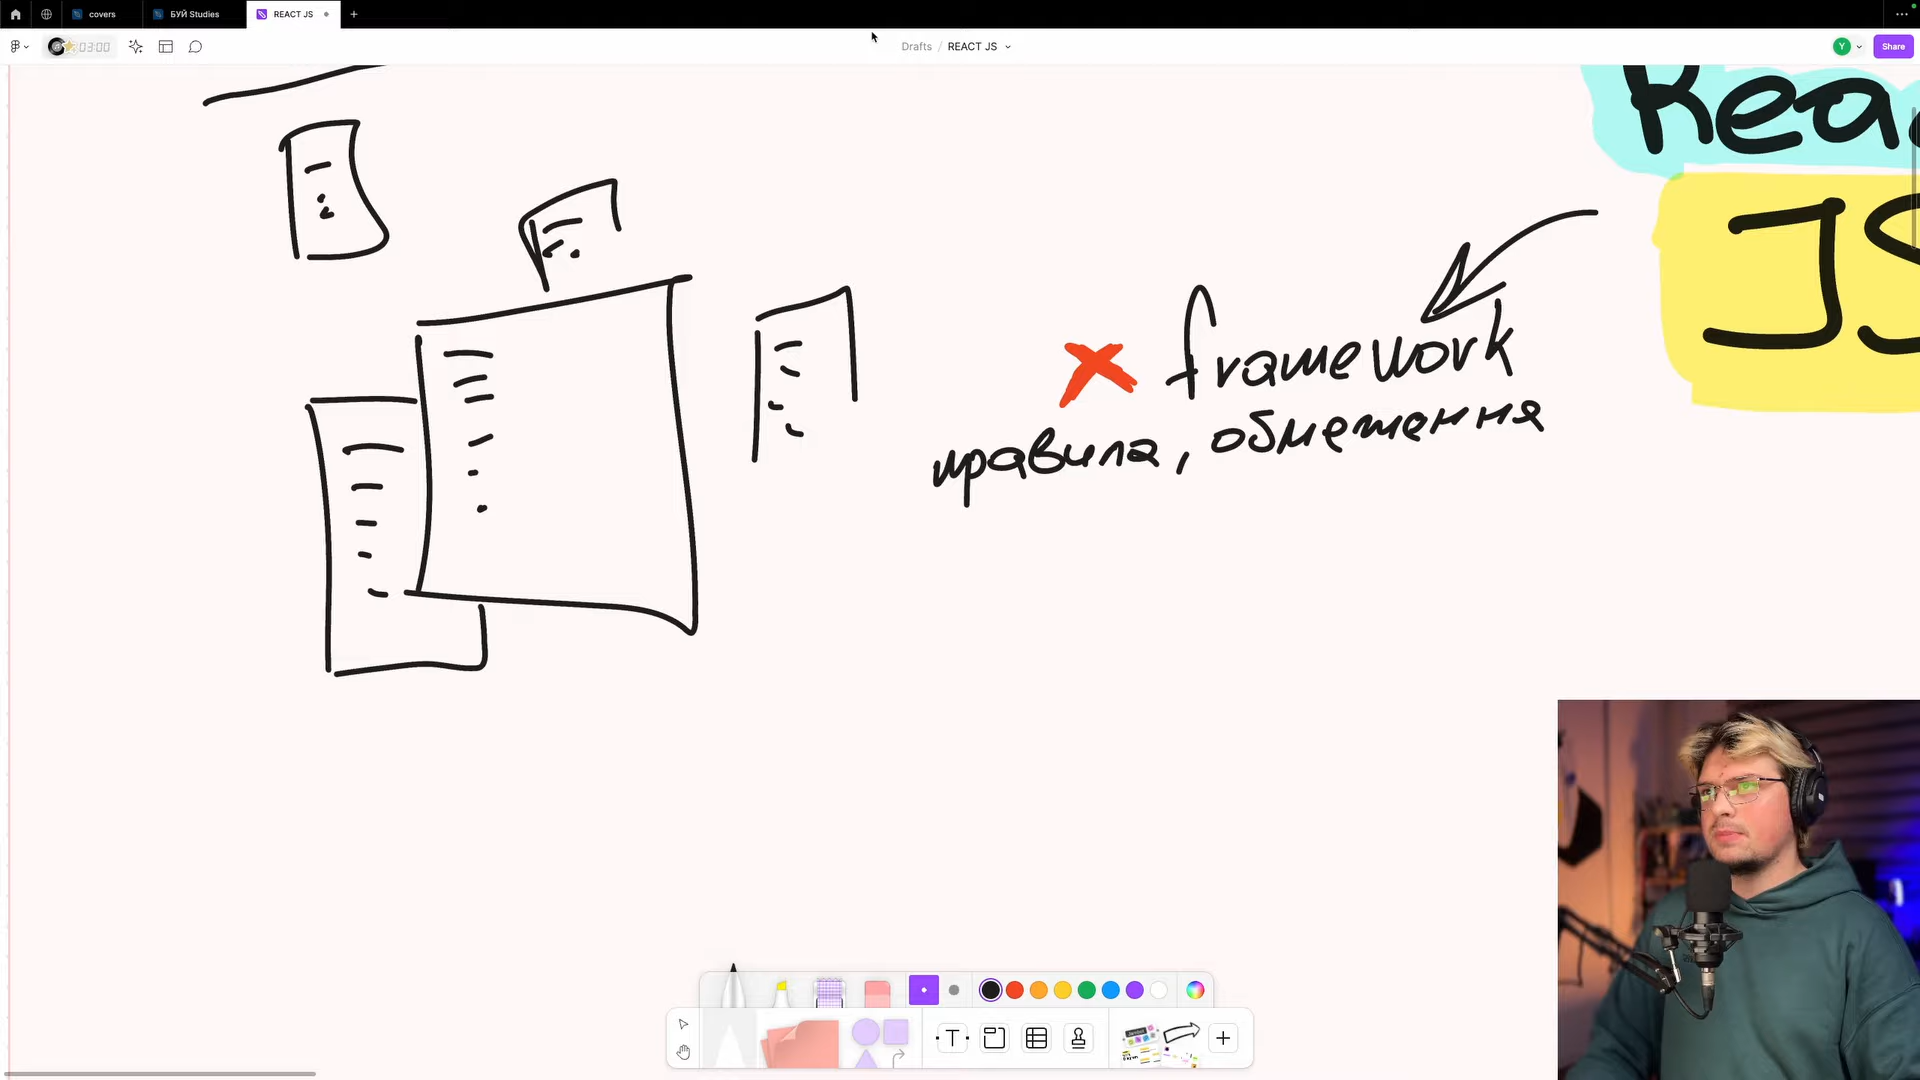 covers
БУЙ Studies
REACT JS
03:00
Drafts / REACT JS
Y
Share
Rea
JS
framework
правила, обмеження
T